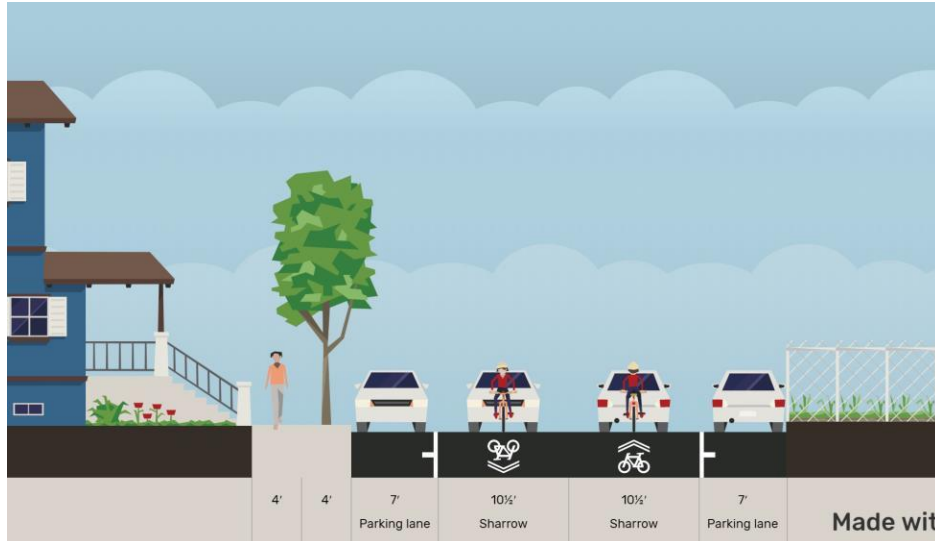 4′
4′
7′
10½′
10½′
7′
Parking lane
Sharrow
Sharrow
Parking lane
Made wit